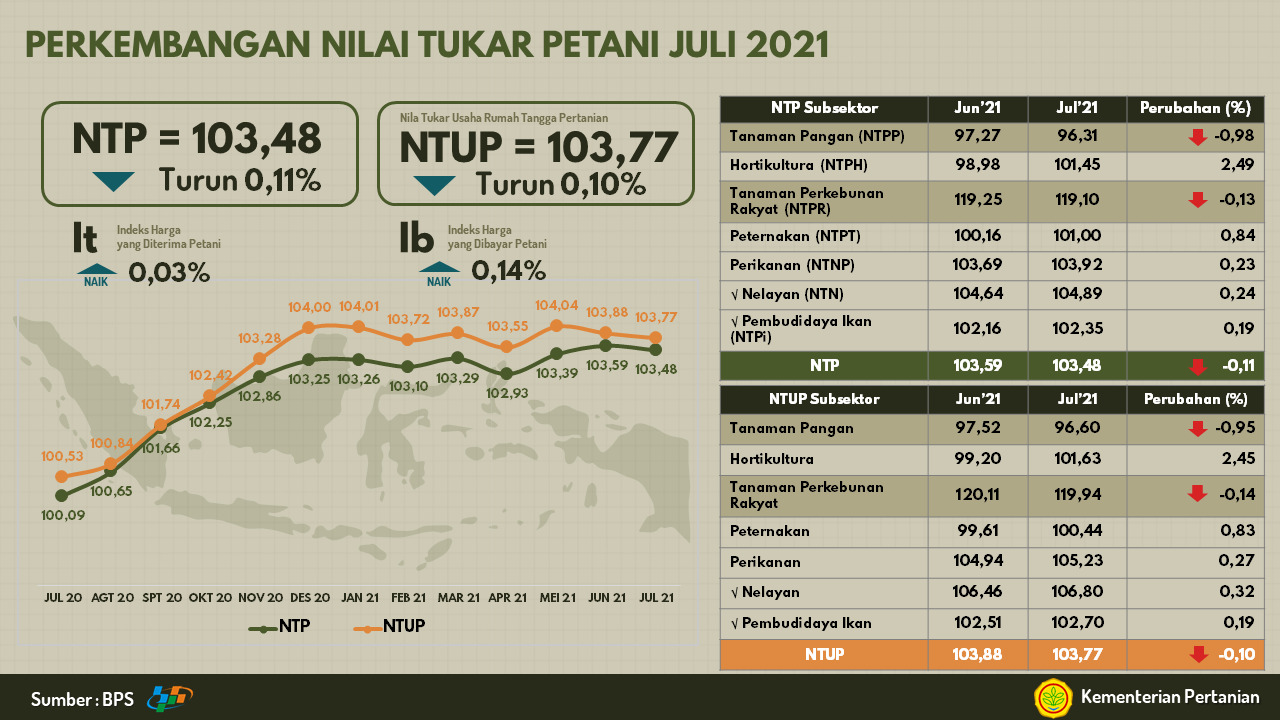 PERKEMBANGAN NILAI TUKAR PETANI JULI 2021
NTP = 103,48
Turun 0,11%
Nila Tukar Usaha Rumah Tangga Pertanian
NTUP = 103,77
Turun 0,10%
It
Indeks Harga
yang Diterima Petani
NAIK
0,03%
Ib
Indeks Harga
yang Dibayar Petani
NAIK
0,14%
100,53 100,84 101,74 102,42 103,28 104,00 104,01 103,72 103,87 103,55 104,04 103,88 103,77
100,09 100,65 101,66 102,25 102,86 103,25 103,26 103,10 103,29 102,93 103,39 103,59 103,48
JUL 20 AGT 20 SPT 20 OKT 20 NOV 20 DES 20 JAN 21 FEB 21 MAR 21 APR 21 MEI 21 JUN 21 JUL 21
NTP NTUP
NTP Subsektor Jun'21 Jul'21 Perubahan (%)
Tanaman Pangan (NTPP) 97,27 96,31 -0,98
Hortikultura (NTPH) 98,98 101,45 2,49
Tanaman Perkebunan
Rakyat (NTPR) 119,25 119,10 -0,13
Peternakan (NTPT) 100,16 101,00 0,84
Perikanan (NTNP) 103,69 103,92 0,23
√ Nelayan (NTN) 104,64 104,89 0,24
√ Pembudidaya Ikan
(NTPi) 102,16 102,35 0,19
NTP 103,59 103,48 -0,11
NTUP Subsektor Jun'21 Jul'21 Perubahan (%)
Tanaman Pangan 97,52 96,60 -0,95
Hortikultura 99,20 101,63 2,45
Tanaman Perkebunan
Rakyat 120,11 119,94 -0,14
Peternakan 99,61 100,44 0,83
Perikanan 104,94 105,23 0,27
√ Nelayan 106,46 106,80 0,32
√ Pembudidaya Ikan 102,51 102,70 0,19
NTUP 103,88 103,77 -0,10
Sumber : BPS
Kementerian Pertanian